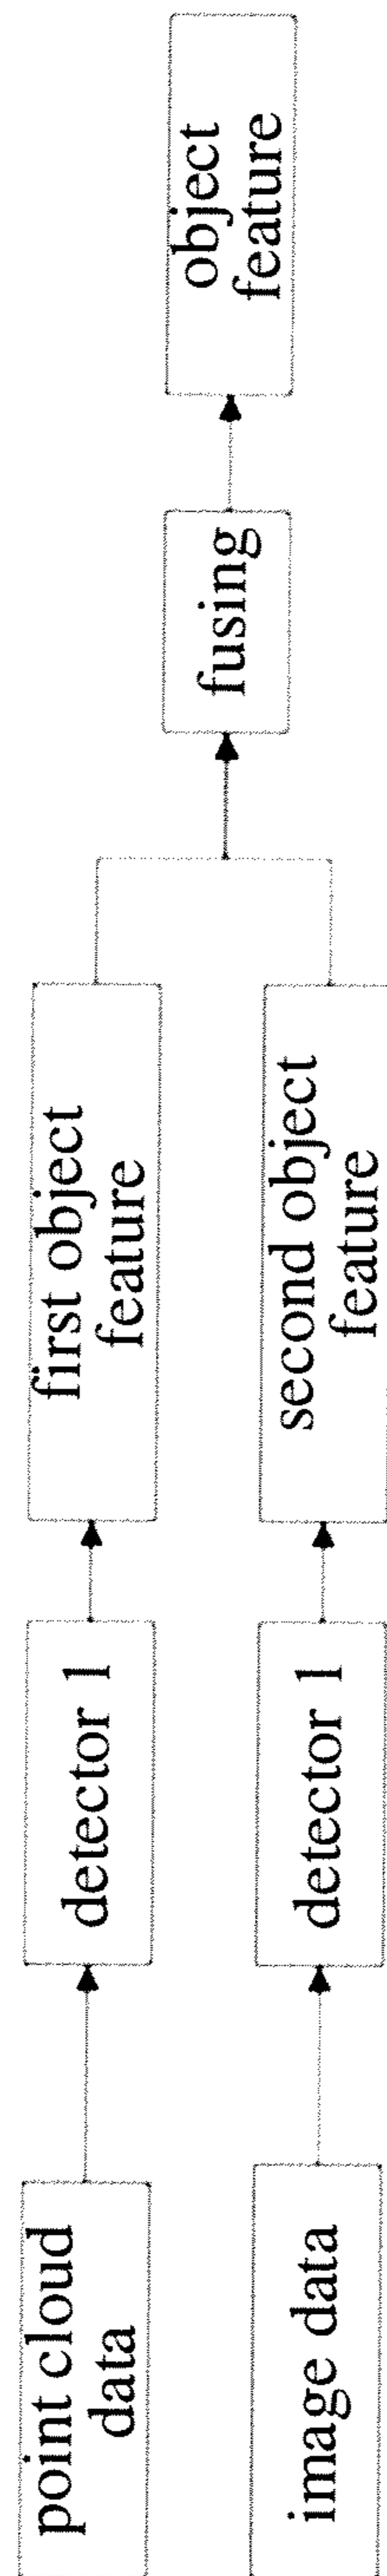 point cloud
data
detector 1
first object
feature
image data
detector 1
second object
feature
fusing
object
feature